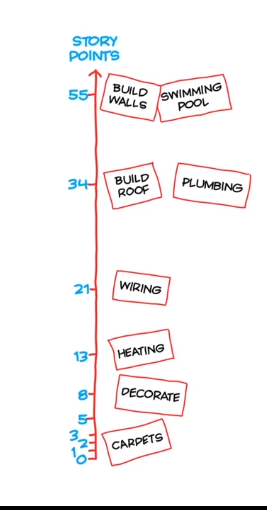 STORY
POINTS
55
BUILD
WALLS
SWIMMING
POOL
34
BUILD
ROOF
PLUMBING
21
WIRING
13
HEATING
8
DECORATE
5
3
2
1
0
CARPETS